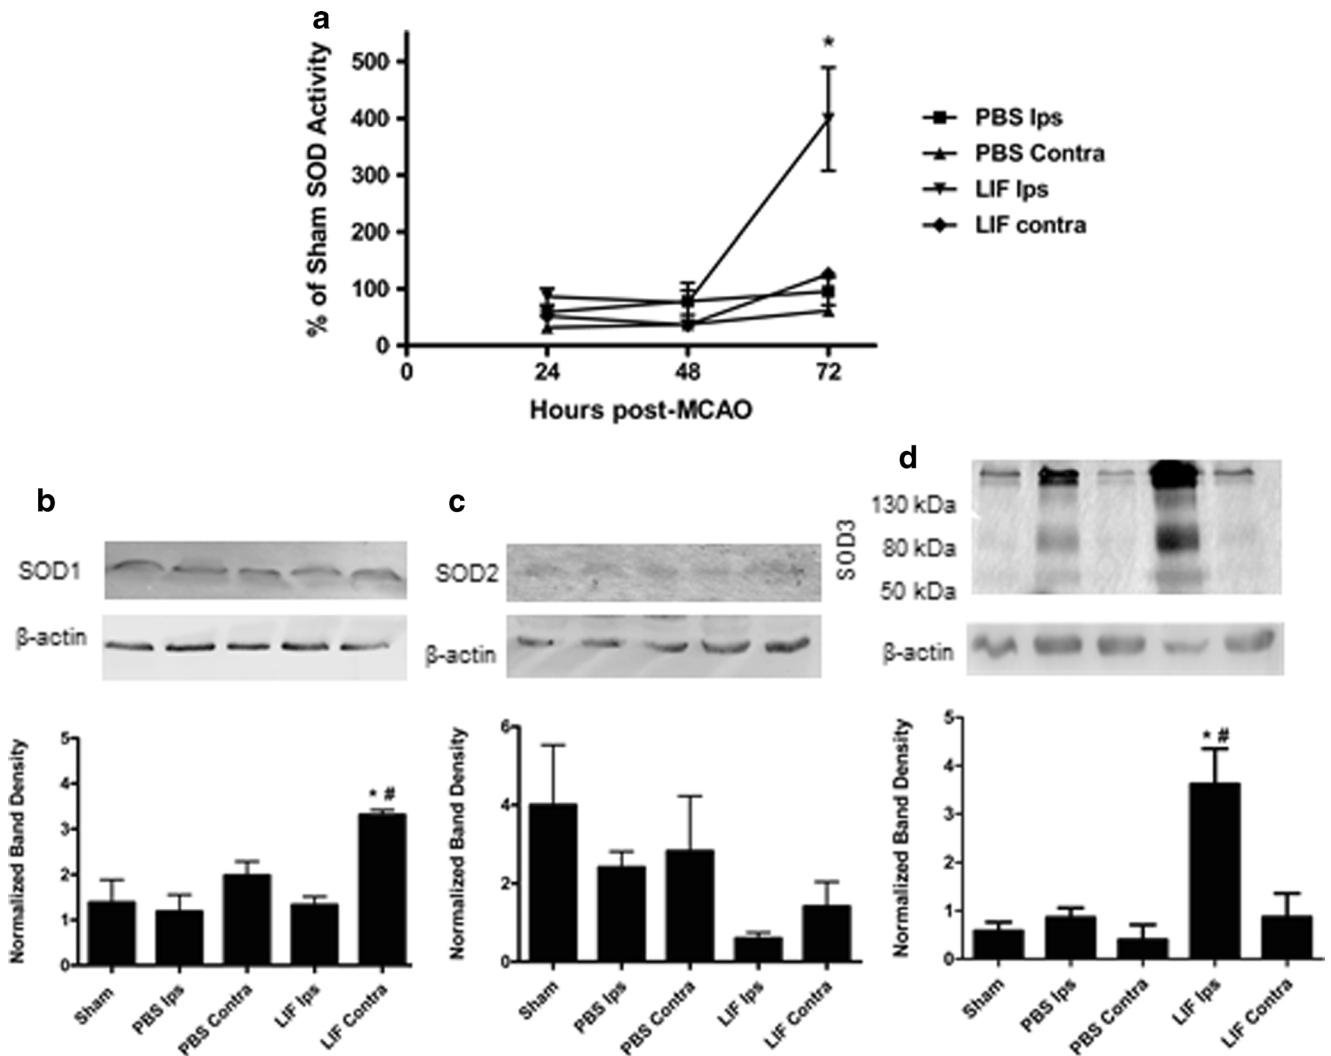 a
% of Sham SOD Activity
500
400
300
200
100
0
*
0 24 48 72
Hours post-MCAO
PBS Ips
PBS Contra
LIF Ips
LIF contra
b
SOD1
β-actin
Normalized Band Density
5
4
3
2
1
0
* #
Sham
PBS Ips
PBS Contra
LIF Ips
LIF Contra
c
SOD2
β-actin
Normalized Band Density
6
4
2
0
Sham
PBS Ips
PBS Contra
LIF Ips
LIF Contra
d
SOD3
130 kDa
80 kDa
50 kDa
β-actin
Normalized Band Density
5
4
3
2
1
0
* #
Sham
PBS Ips
PBS Contra
LIF Ips
LIF Contra